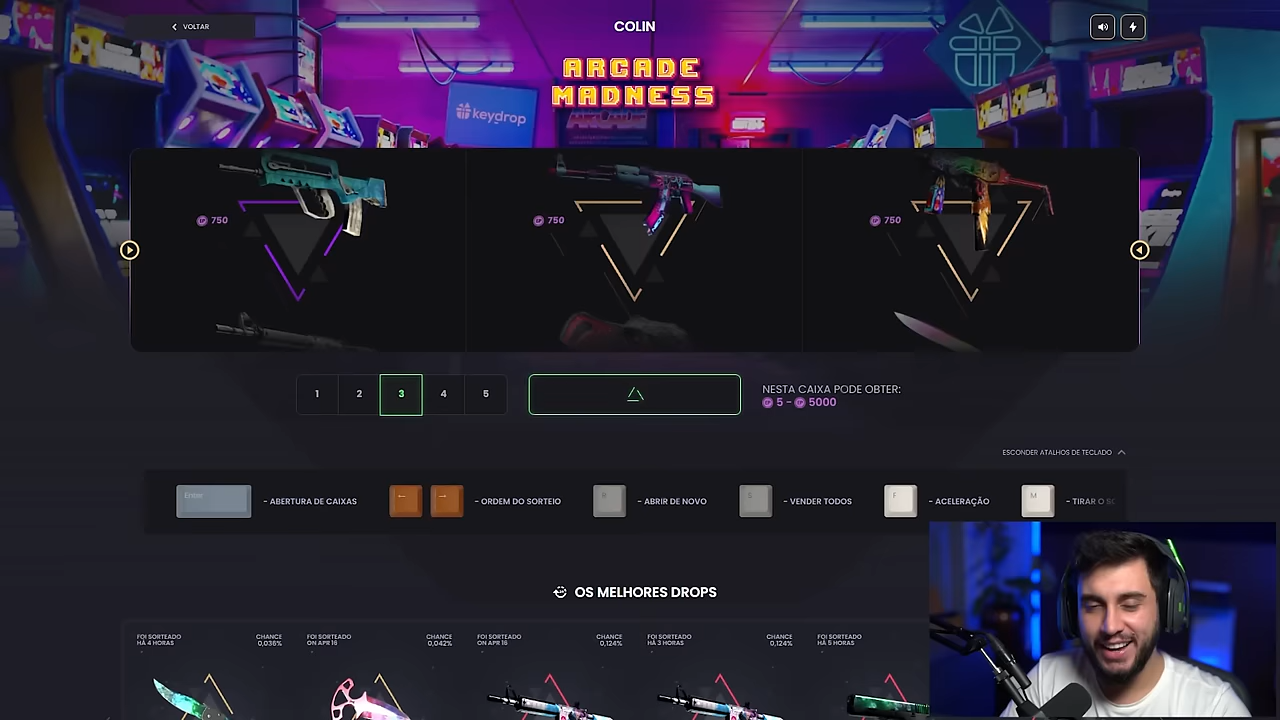 VOLTAR
COLIN
ARCADE
MADNESS
keydrop
750
750
750
1
2
3
4
5
NESTA CAIXA PODE OBTER:
5 - 5000
ESCONDER ATALHOS DE TECLADO
Enter
- ABERTURA DE CAIXAS
- ORDEM DO SORTEIO
- ABRIR DE NOVO
- VENDER TODOS
F
- ACELERAÇÃO
M
- TIRAR O
OS MELHORES DROPS
FOI SORTEADO
HÁ 4 HORAS
CHANCE
0,036%
FOI SORTEADO
ON APR 16
CHANCE
0,042%
FOI SORTEADO
ON APR 16
CHANCE
0,124%
FOI SORTEADO
HÁ 3 HORAS
CHANCE
0,124%
FOI SORTEADO
HÁ 5 HORAS